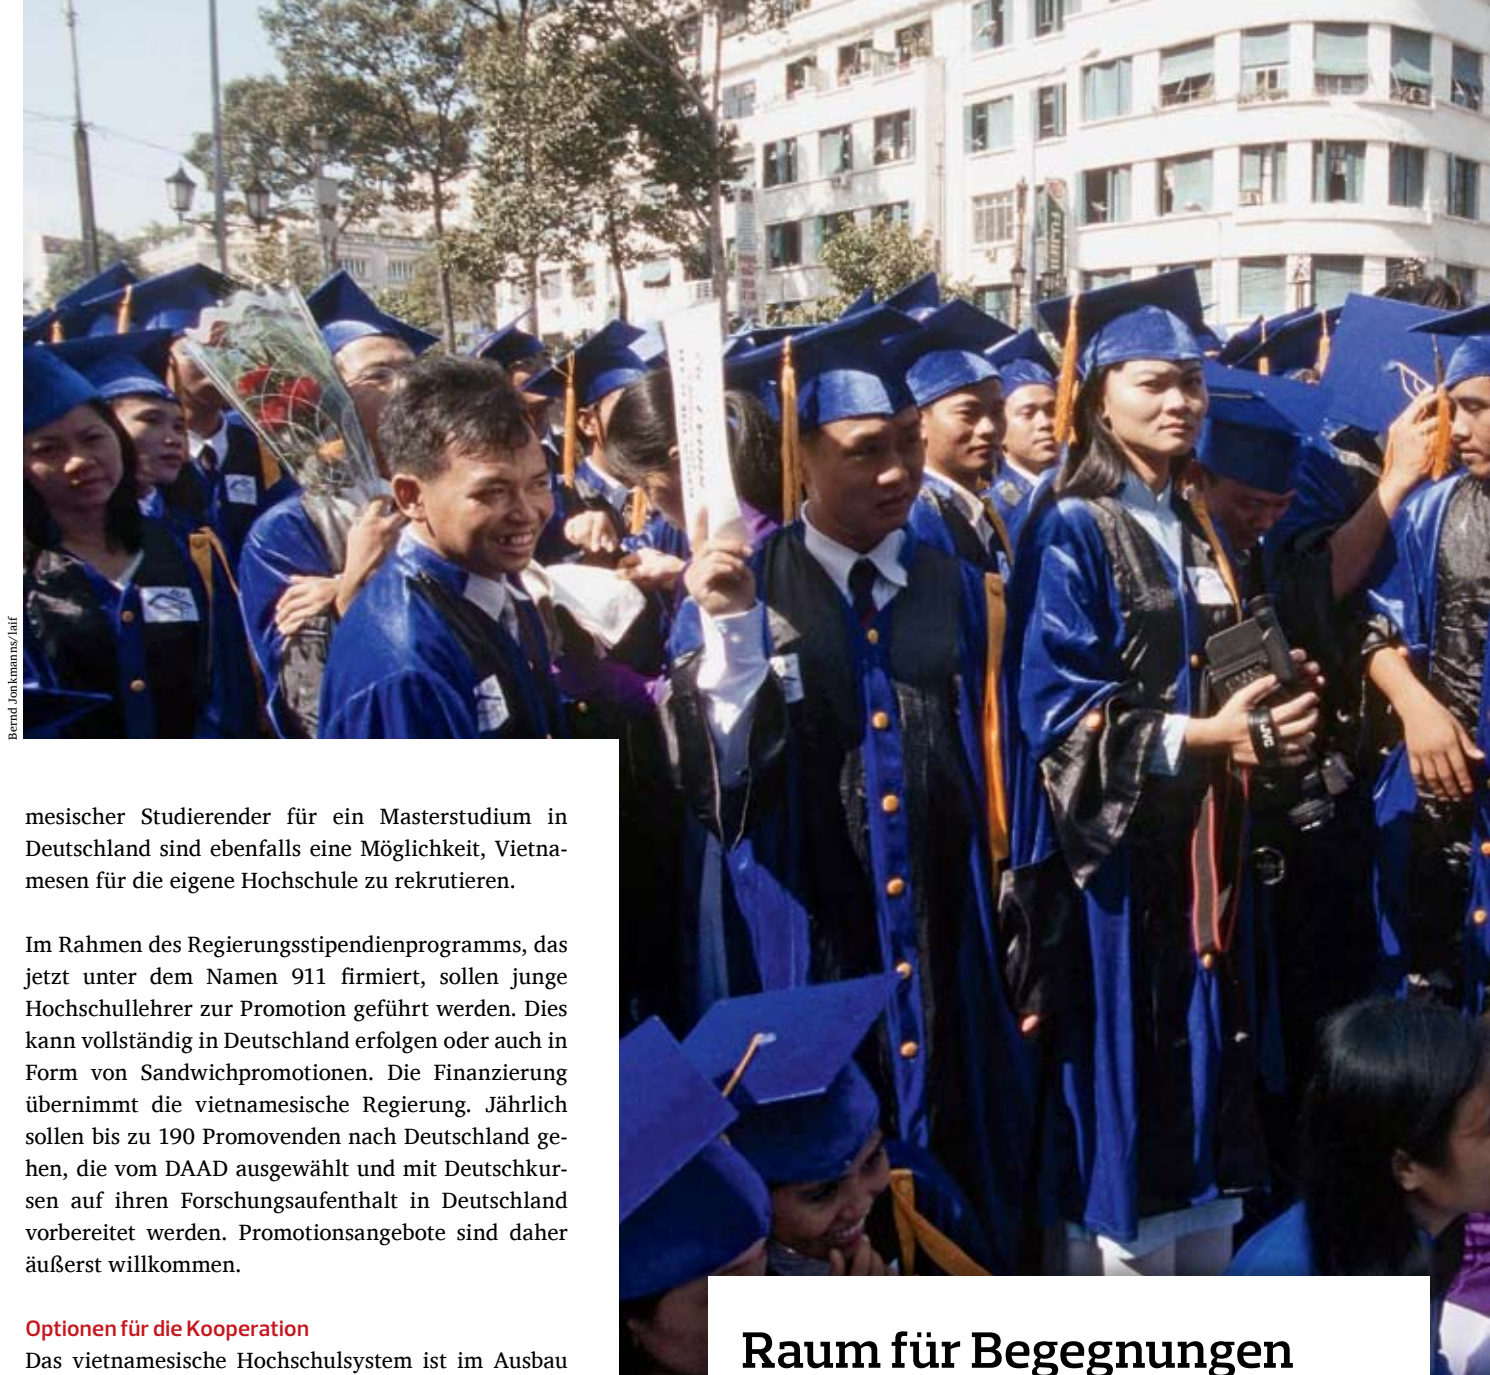 Bernd Jonkmanns/laif
mesischer Studierender für ein Masterstudium in
Deutschland sind ebenfalls eine Möglichkeit, Vietna-
mesen für die eigene Hochschule zu rekrutieren.
Im Rahmen des Regierungsstipendienprogramms, das
jetzt unter dem Namen 911 firmiert, sollen junge
Hochschullehrer zur Promotion geführt werden. Dies
kann vollständig in Deutschland erfolgen oder auch in
Form von Sandwichpromotionen. Die Finanzierung
übernimmt die vietnamesische Regierung. Jährlich
sollen bis zu 190 Promovenden nach Deutschland ge-
hen, die vom DAAD ausgewählt und mit Deutschkur-
sen auf ihren Forschungsaufenthalt in Deutschland
vorbereitet werden. Promotionsangebote sind daher
äußerst willkommen.
Optionen für die Kooperation
Das vietnamesische Hochschulsystem ist im Ausbau
JVC
Raum für Begegnungen